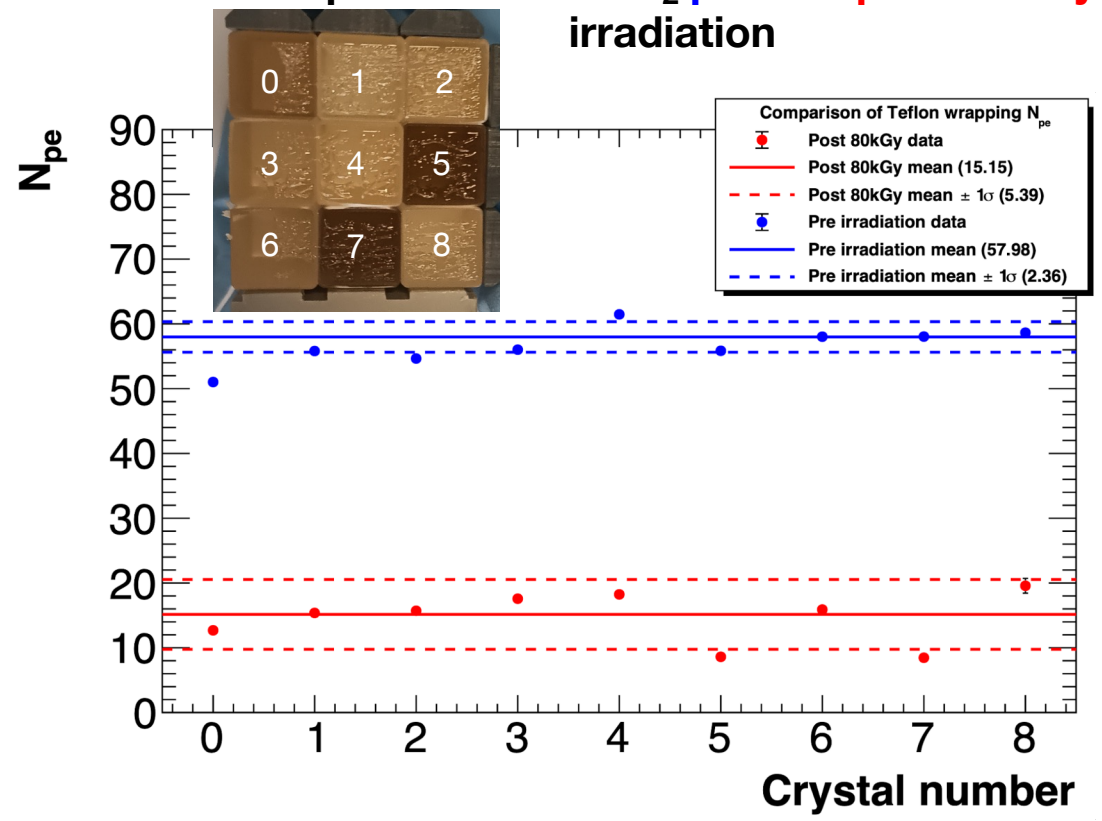 irradiation
0 1 2
3 4 5
6 7 8
Comparison of Teflon wrapping Npe
Post 80kGy data
Post 80kGy mean (15.15)
Post 80kGy mean ± 1σ (5.39)
Pre irradiation data
Pre irradiation mean (57.98)
Pre irradiation mean ± 1σ (2.36)
Npe
90
80
70
60
50
40
30
20
10
0
0 1 2 3 4 5 6 7 8
Crystal number